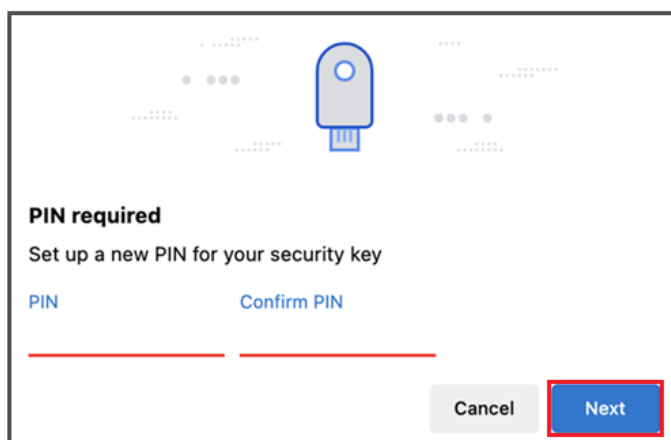 PIN required
Set up a new PIN for your security key
PIN Confirm PIN
Cancel Next